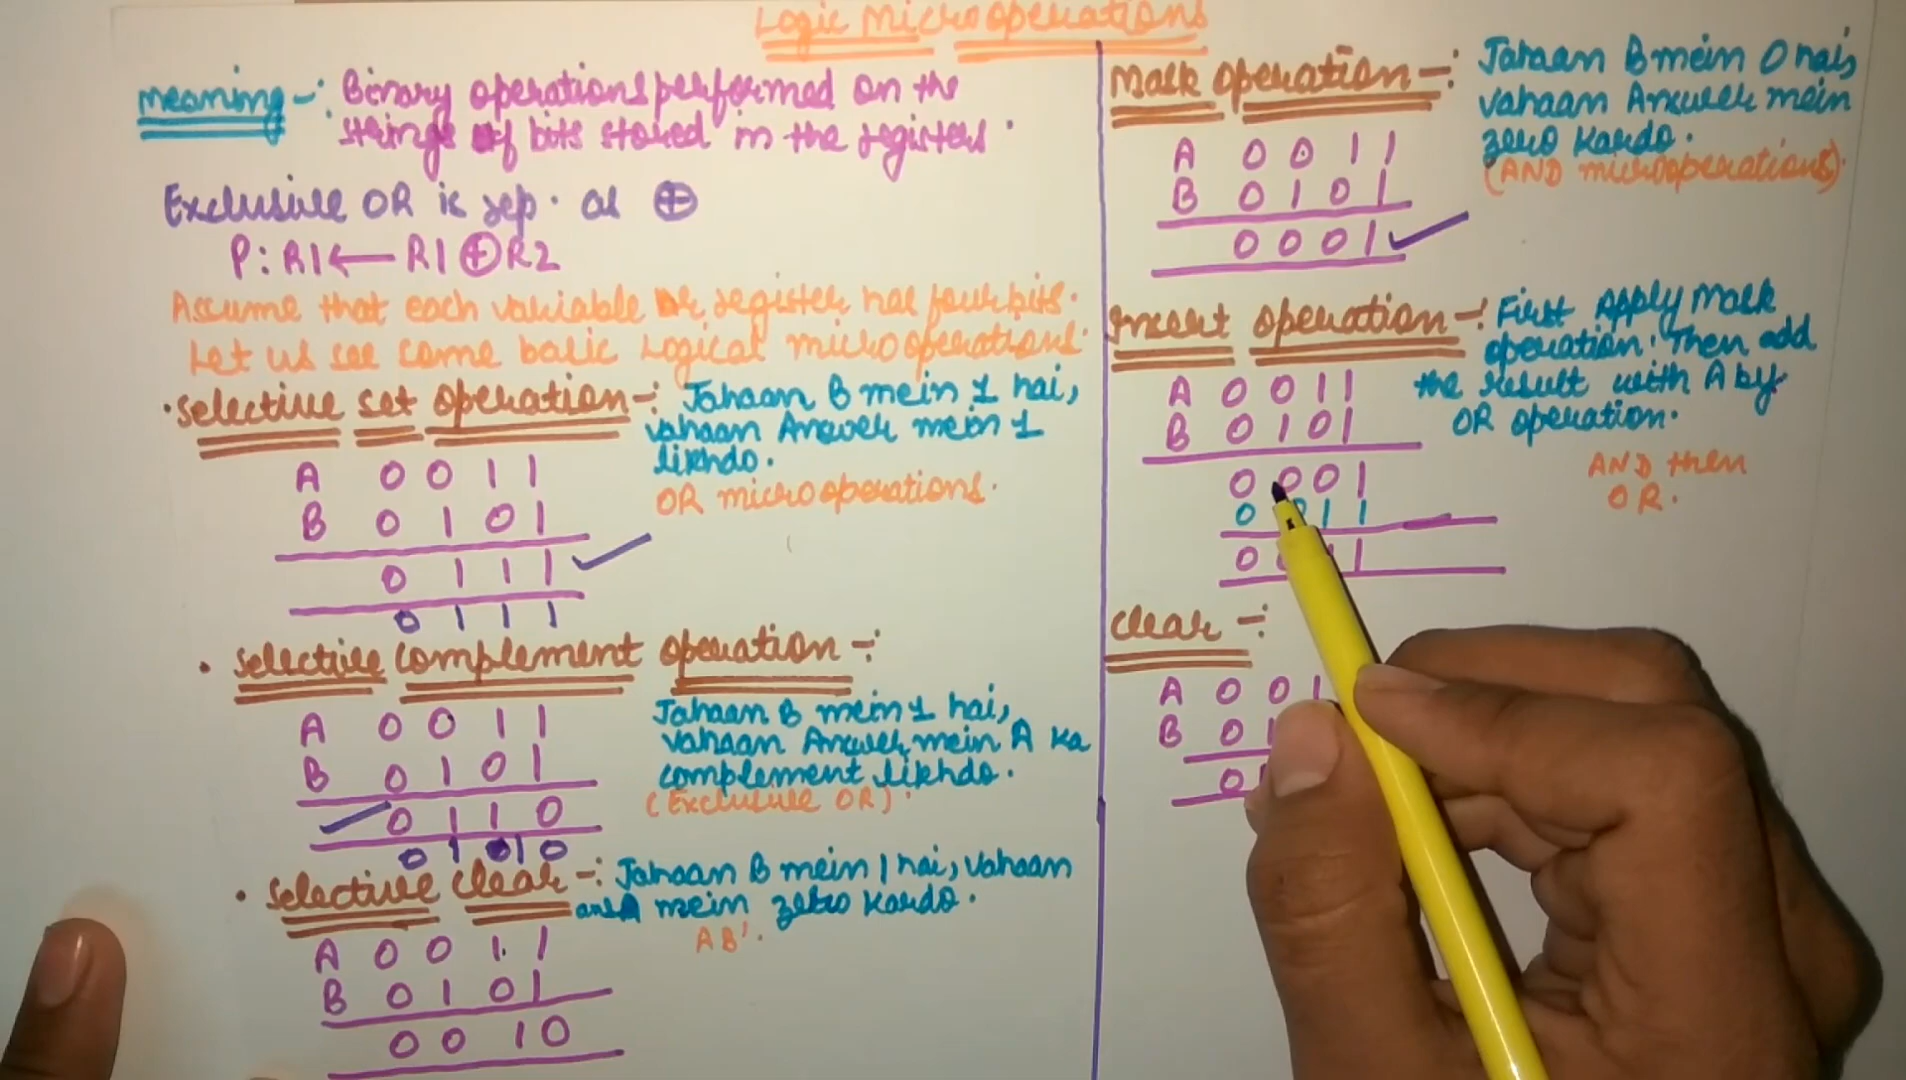 Logic Microoperations
meaning -: Binary operations performed on the
strings of bits stored in the registers.
Exclusive OR is rep. as ⊕
P: R1 ← R1 ⊕ R2
Assume that each variable or register has four bits.
Let us see some basic logical microoperations.
• Selective set operation -: Jahaan B mein 1 hai,
vahaan Answer mein 1
likhdo.
OR microoperations.
A 0 0 1 1
B 0 1 0 1
0 1 1 1
0 1 1 1
• Selective complement operation -:
Jahaan B mein 1 hai,
vahaan Answer mein A ka
complement likhdo.
(Exclusive OR).
A 0 0 1 1
B 0 1 0 1
0 1 1 0
0 1 1 0
• Selective clear -: Jahaan B mein 1 hai, vahaan
A mein zero kardo.
AB'.
A 0 0 1 1
B 0 1 0 1
0 0 1 0
Mask operation -: Jahaan B mein 0 hai,
vahaan Answer mein
zero kardo.
(AND microoperations)
A 0 0 1 1
B 0 1 0 1
0 0 0 1
Insert operation -: First Apply Mask
operation. Then add
the result with A by
OR operation.
AND then
OR.
A 0 0 1 1
B 0 1 0 1
0 0 0 1
0 1 1
0 1
Clear -:
A 0 0 1
B 0 1
0